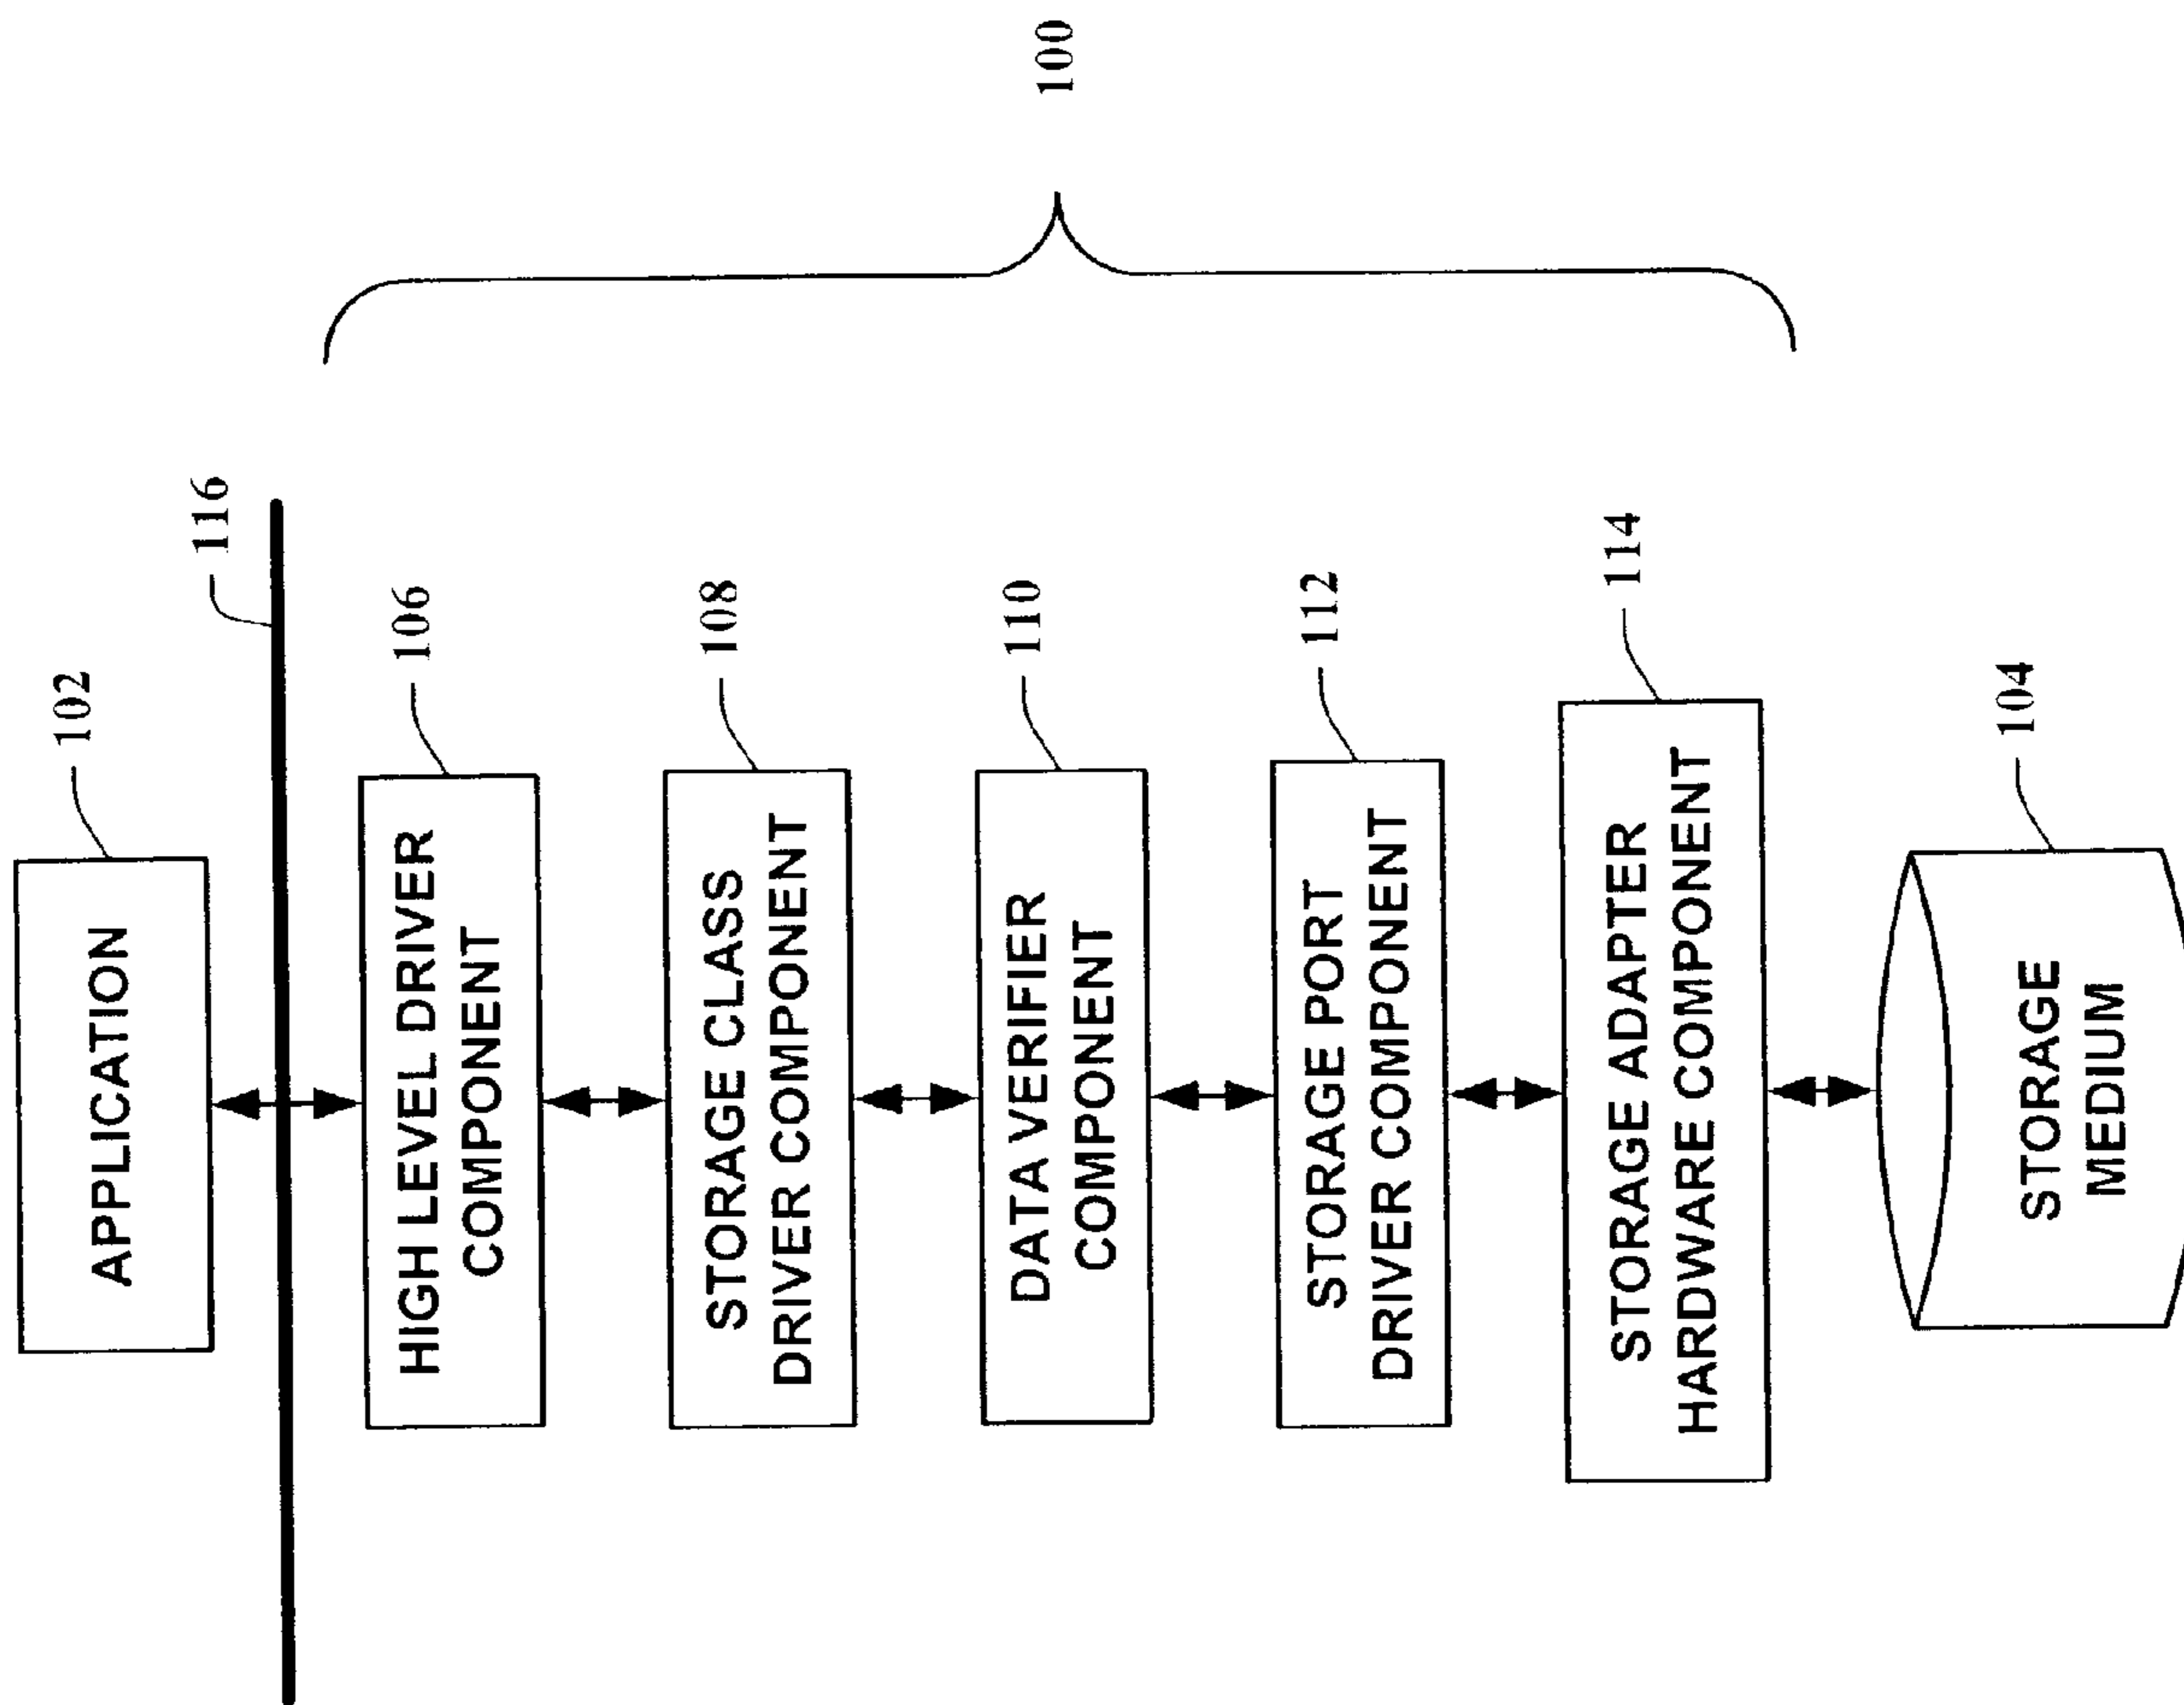 102
APPLICATION
116
106
HIGH LEVEL DRIVER
COMPONENT
108
STORAGE CLASS
DRIVER COMPONENT
110
DATA VERIFIER
COMPONENT
112
STORAGE PORT
DRIVER COMPONENT
114
STORAGE ADAPTER
HARDWARE COMPONENT
104
STORAGE
MEDIUM
100